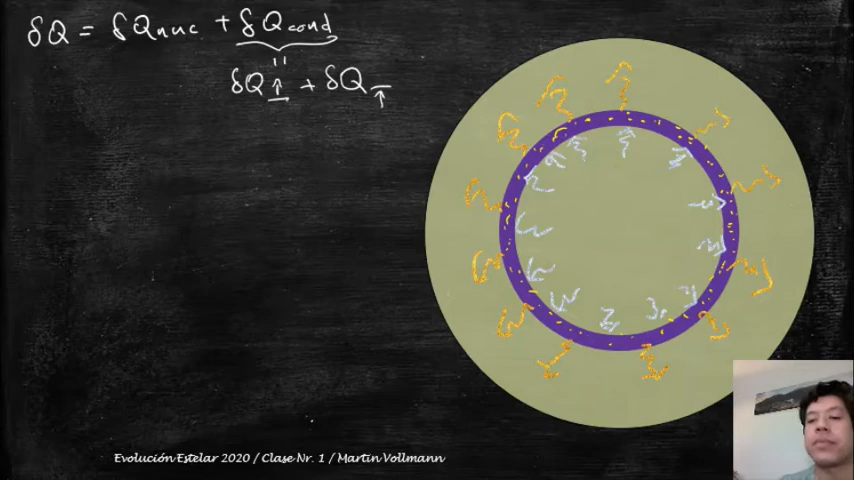 δQ = δQnuc + δQcond
"
δQ↑ + δQ↑
Evolución Estelar 2020 / Clase Nr. 1 / Martin Vollmann